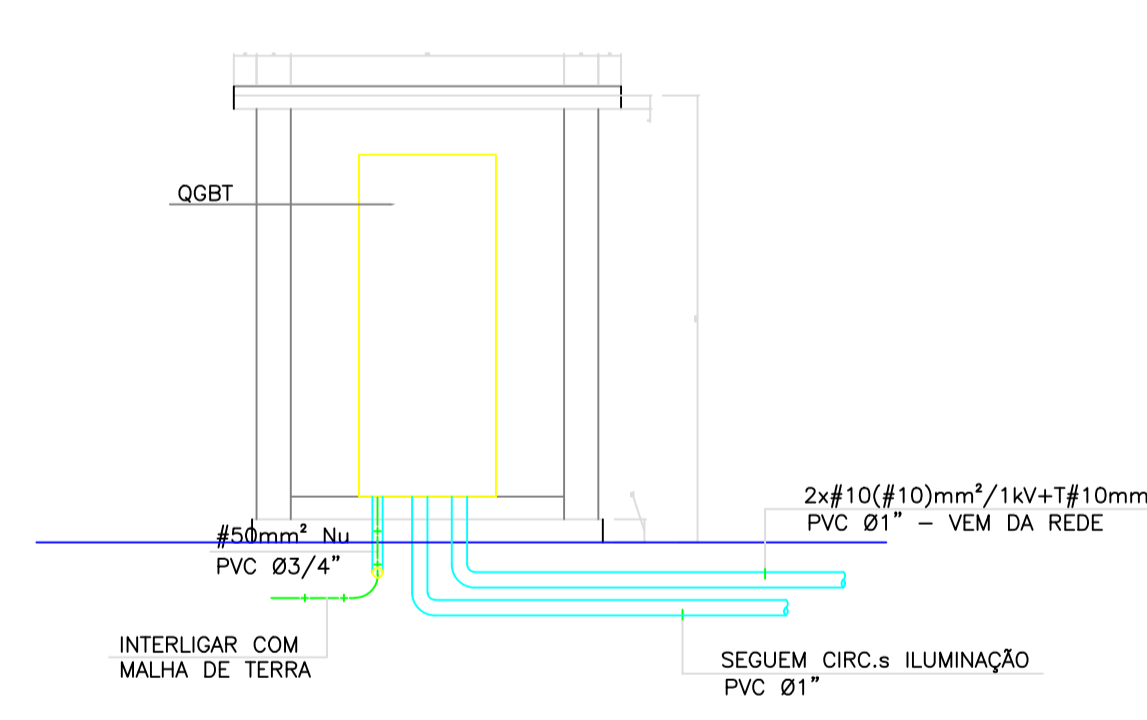 QGBT
2x#10(#10)mm²/1kV+T#10mm
PVC Ø1” – VEM DA REDE
#50mm² Nu
PVC Ø3/4”
INTERLIGAR COM
MALHA DE TERRA
SEGUEM CIRC.s ILUMINAÇÃO
PVC Ø1”